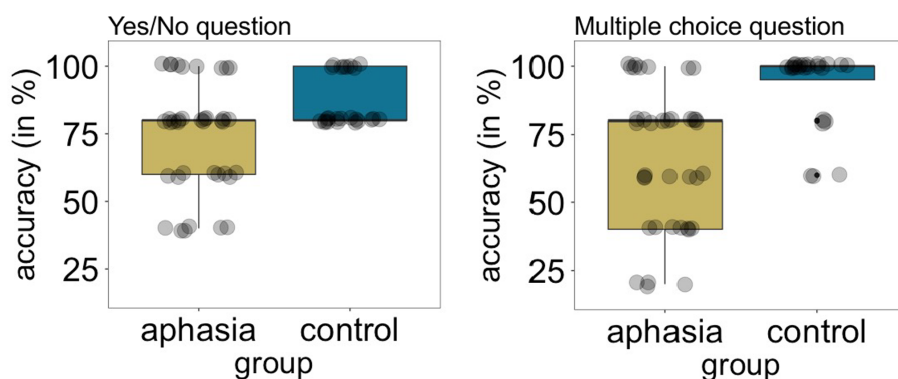 Yes/No question
accuracy (in %)
100
75
50
25
aphasia control
group
Multiple choice question
accuracy (in %)
100
75
50
25
aphasia control
group